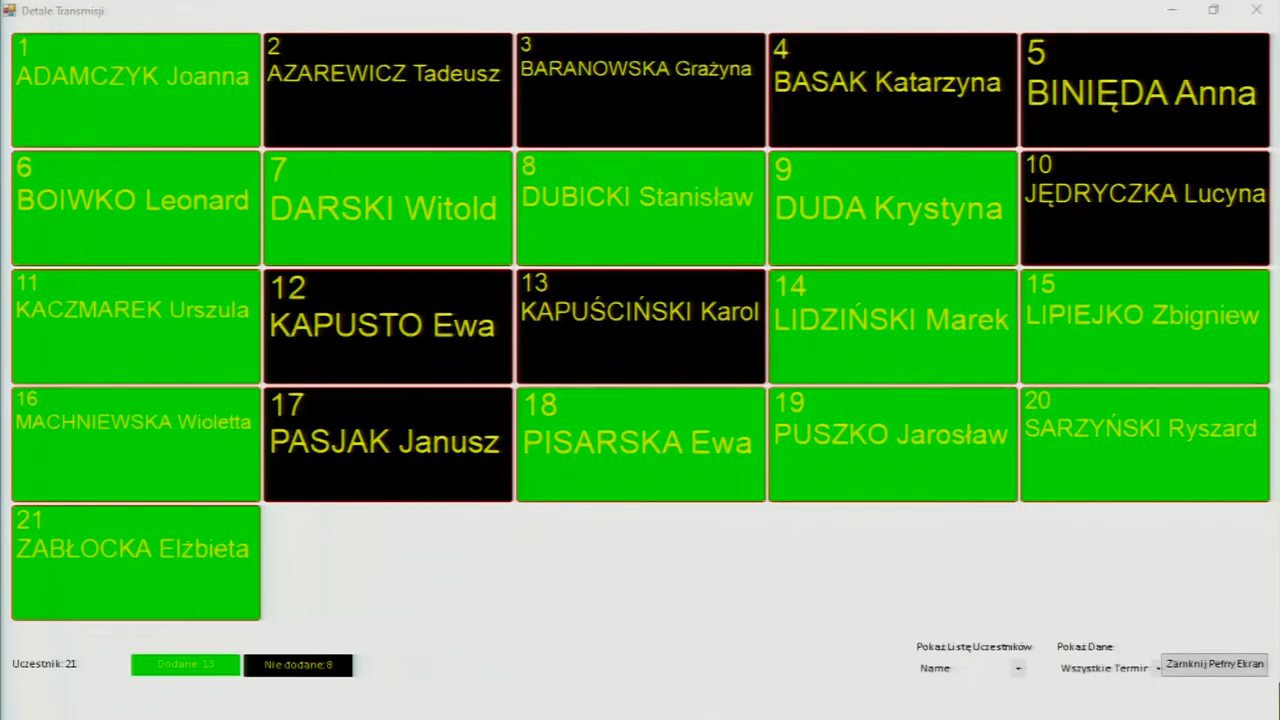 Detale Transmisji
1
ADAMCZYK Joanna
2
AZAREWICZ Tadeusz
3
BARANOWSKA Grażyna
4
BASAK Katarzyna
5
BINIĘDA Anna
6
BOIWKO Leonard
7
DARSKI Witold
8
DUBICKI Stanisław
9
DUDA Krystyna
10
JĘDRYCZKA Lucyna
11
KACZMAREK Urszula
12
KAPUSTO Ewa
13
KAPUŚCIŃSKI Karol
14
LIDZIŃSKI Marek
15
LIPIEJKO Zbigniew
16
MACHNIEWSKA Wioletta
17
PASJAK Janusz
18
PISARSKA Ewa
19
PUSZKO Jarosław
20
SARZYŃSKI Ryszard
21
ZABŁOCKA Elżbieta
Uczestnik: 21
Dodane: 13
Nie dodane: 8
Pokaż Listę Uczestników
Name
Pokaż Dane:
Wszystkie Termir
Zamknij Pełny Ekran